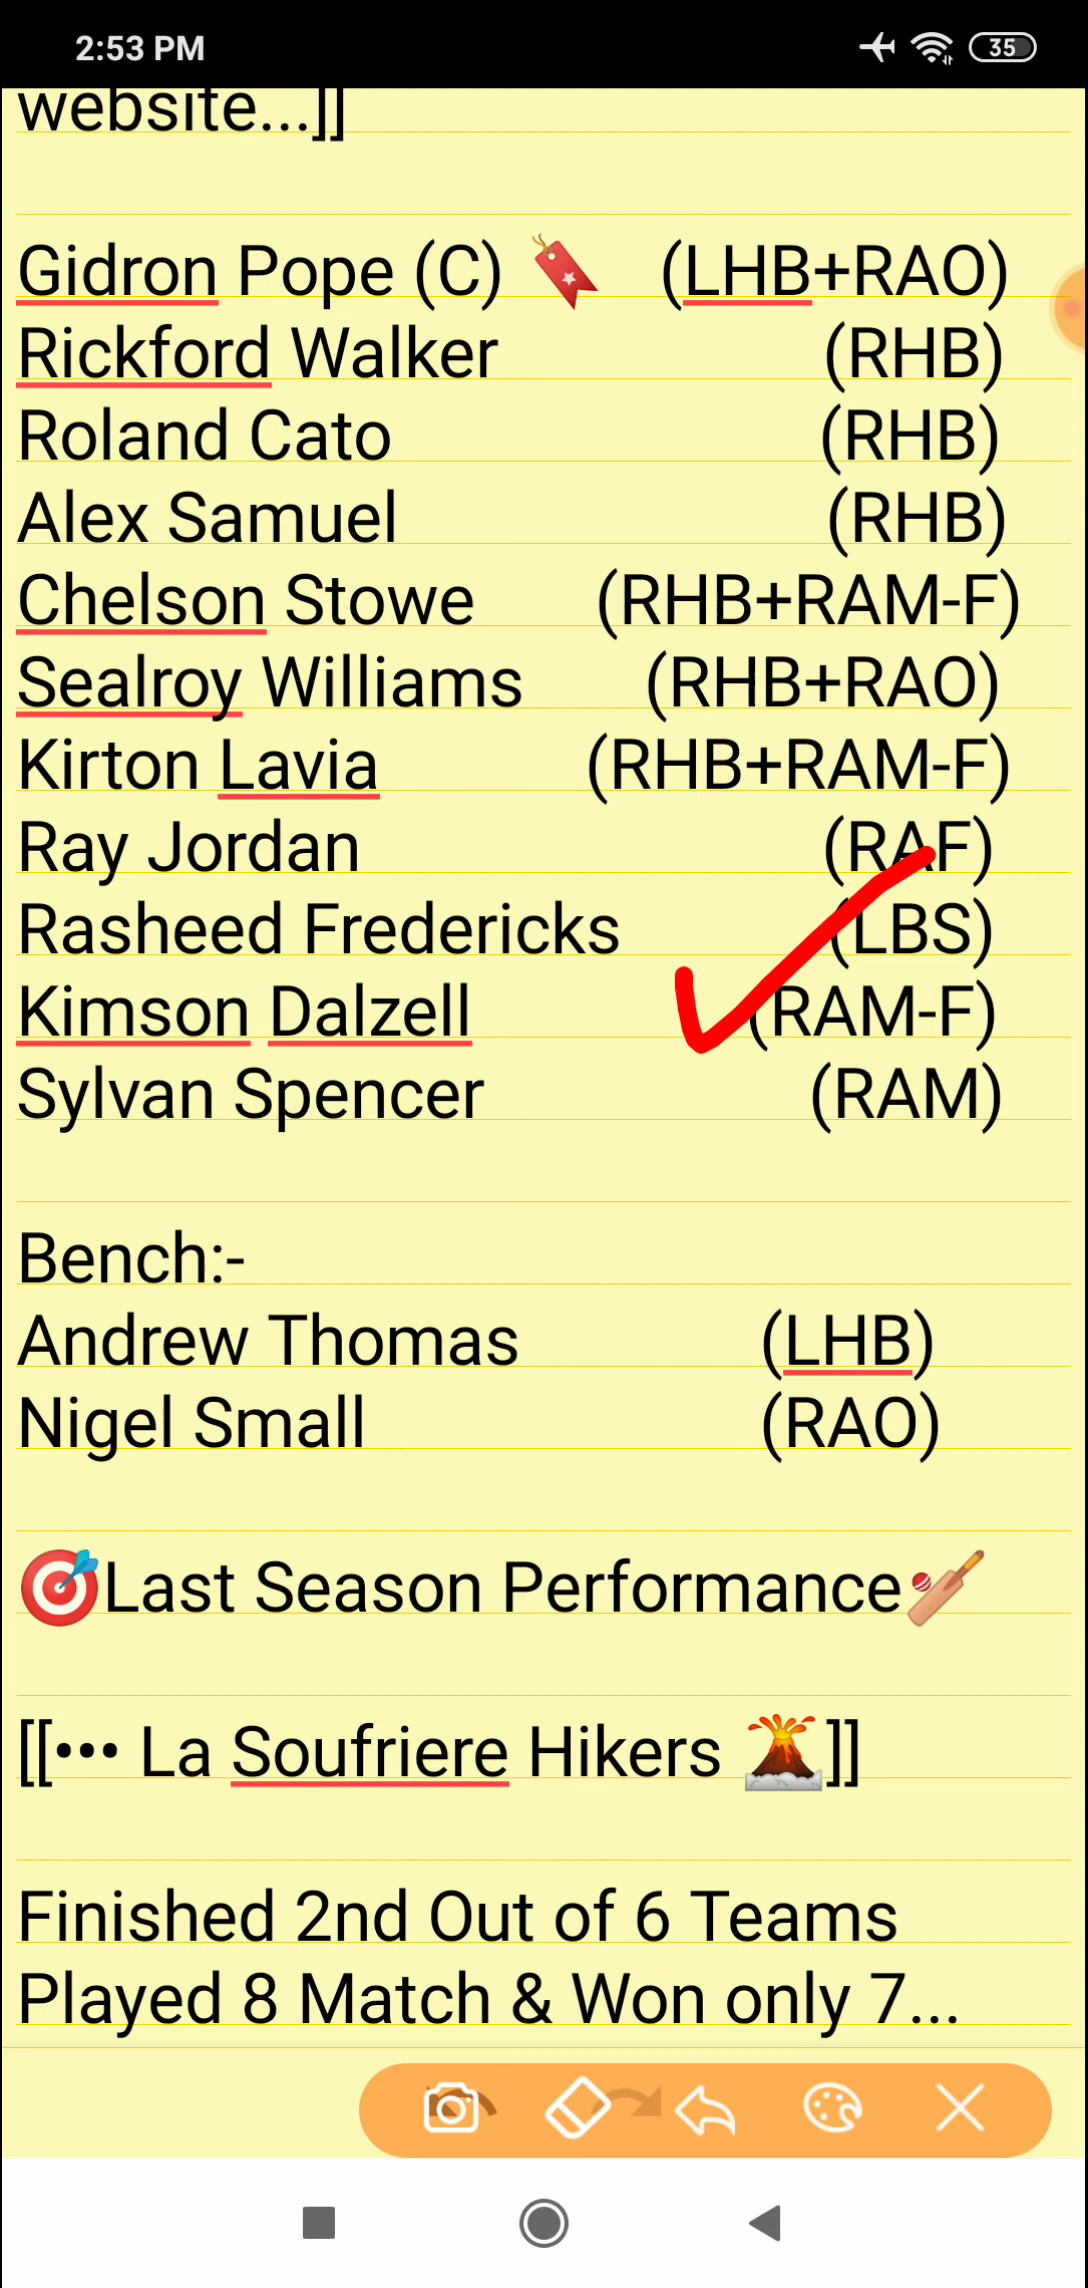 2:53 PM
35
website...]]
Gidron Pope (C) 🔖 (LHB+RAO)
Rickford Walker (RHB)
Roland Cato (RHB)
Alex Samuel (RHB)
Chelson Stowe (RHB+RAM-F)
Sealroy Williams (RHB+RAO)
Kirton Lavia (RHB+RAM-F)
Ray Jordan (RAF)
Rasheed Fredericks (LBS)
Kimson Dalzell (RAM-F)
Sylvan Spencer (RAM)
Bench:-
Andrew Thomas (LHB)
Nigel Small (RAO)
🎯Last Season Performance🏏
[[••• La Soufriere Hikers 🌋]]
Finished 2nd Out of 6 Teams
Played 8 Match & Won only 7...